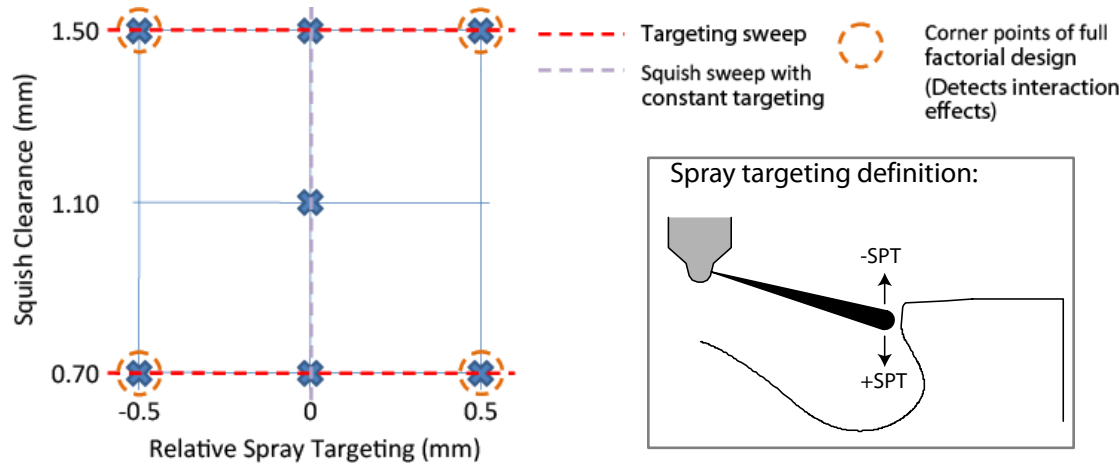 1.50
1.10
0.70
-0.5
0
0.5
Squish Clearance (mm)
Relative Spray Targeting (mm)
Targeting sweep
Squish sweep with
constant targeting
Corner points of full
factorial design
(Detects interaction
effects)
Spray targeting definition:
-SPT
+SPT